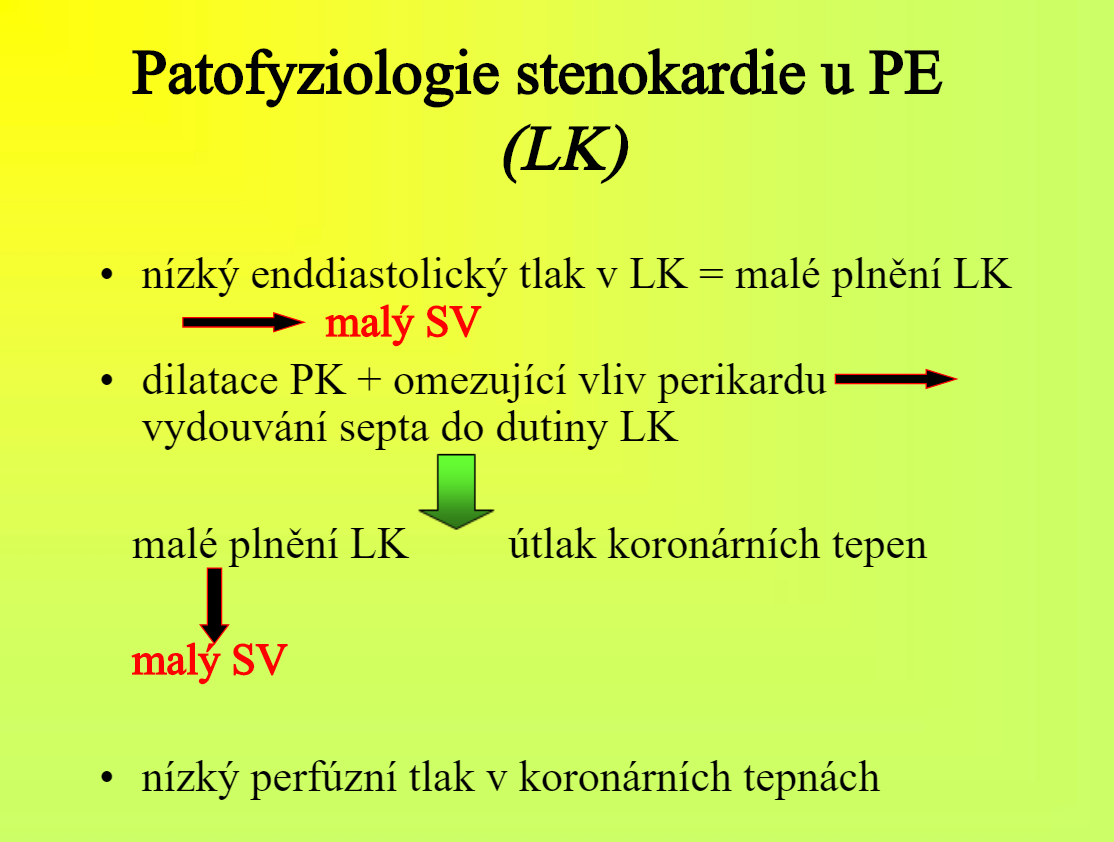 Patofyziologie stenokardie u PE
(LK)
• nízký enddiastolický tlak v LK = malé plnění LK
malý SV
• dilatace PK + omezující vliv perikardu
vydouvání septa do dutiny LK
malé plnění LK útlak koronárních tepen
malý SV
• nízký perfúzní tlak v koronárních tepnách